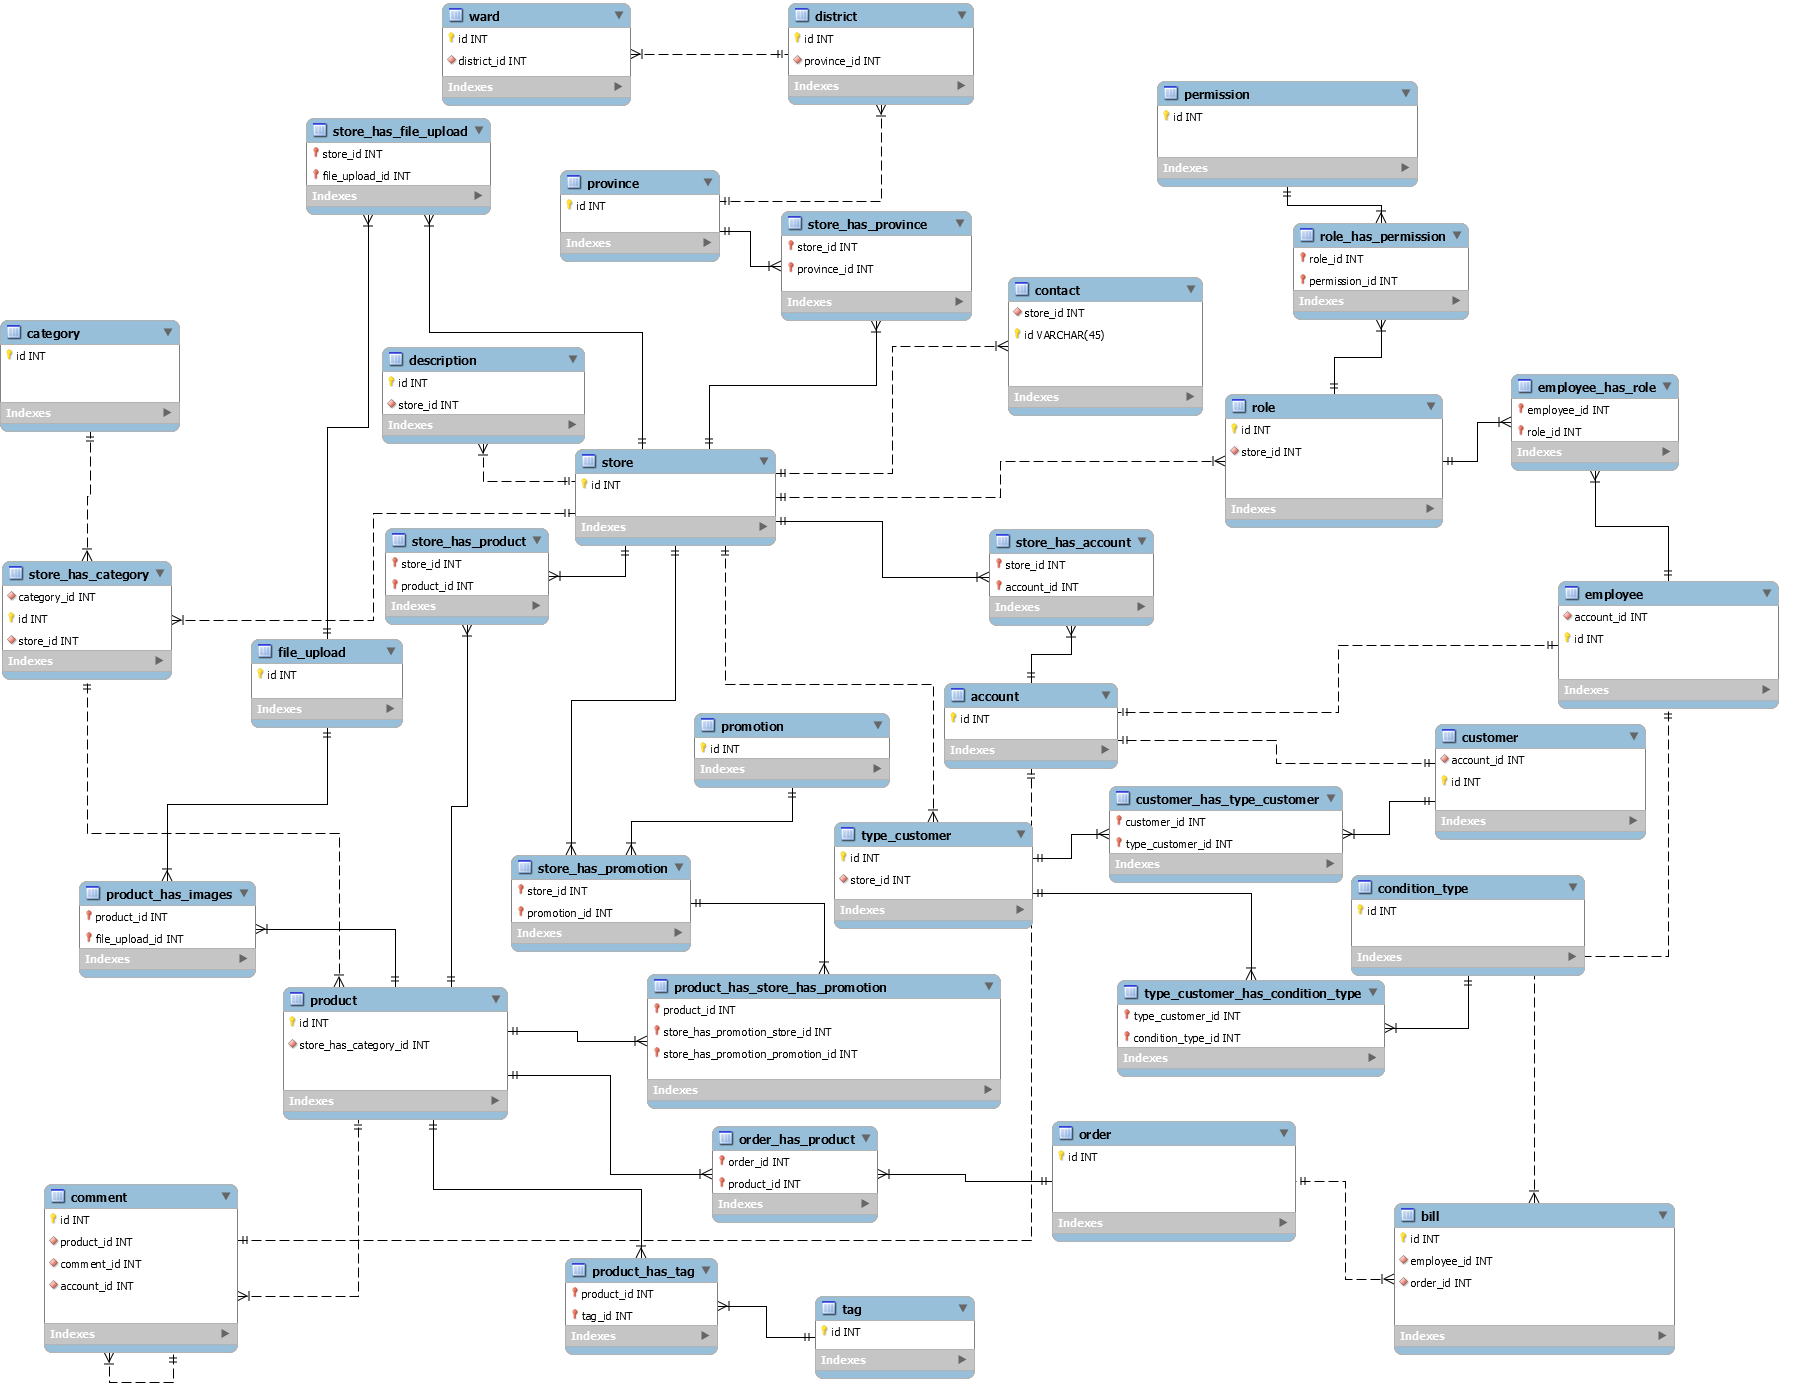 ward
id INT
district_id INT
Indexes
district
id INT
province_id INT
Indexes
permission
id INT
Indexes
store_has_file_upload
store_id INT
file_upload_id INT
Indexes
province
id INT
Indexes
store_has_province
store_id INT
province_id INT
Indexes
role_has_permission
role_id INT
permission_id INT
Indexes
contact
store_id INT
id VARCHAR(45)
Indexes
category
id INT
Indexes
description
id INT
store_id INT
Indexes
role
id INT
store_id INT
Indexes
employee_has_role
employee_id INT
role_id INT
Indexes
store
id INT
Indexes
store_has_product
store_id INT
product_id INT
Indexes
store_has_account
store_id INT
account_id INT
Indexes
store_has_category
category_id INT
id INT
store_id INT
Indexes
employee
account_id INT
id INT
Indexes
file_upload
id INT
Indexes
account
id INT
Indexes
promotion
id INT
Indexes
customer
account_id INT
id INT
Indexes
customer_has_type_customer
customer_id INT
type_customer_id INT
Indexes
type_customer
id INT
store_id INT
Indexes
store_has_promotion
store_id INT
promotion_id INT
Indexes
condition_type
id INT
Indexes
product_has_images
product_id INT
file_upload_id INT
Indexes
product
id INT
store_has_category_id INT
Indexes
product_has_store_has_promotion
product_id INT
store_has_promotion_store_id INT
store_has_promotion_promotion_id INT
Indexes
type_customer_has_condition_type
type_customer_id INT
condition_type_id INT
Indexes
order_has_product
order_id INT
product_id INT
Indexes
order
id INT
Indexes
comment
id INT
product_id INT
comment_id INT
account_id INT
Indexes
bill
id INT
employee_id INT
order_id INT
Indexes
product_has_tag
product_id INT
tag_id INT
Indexes
tag
id INT
Indexes